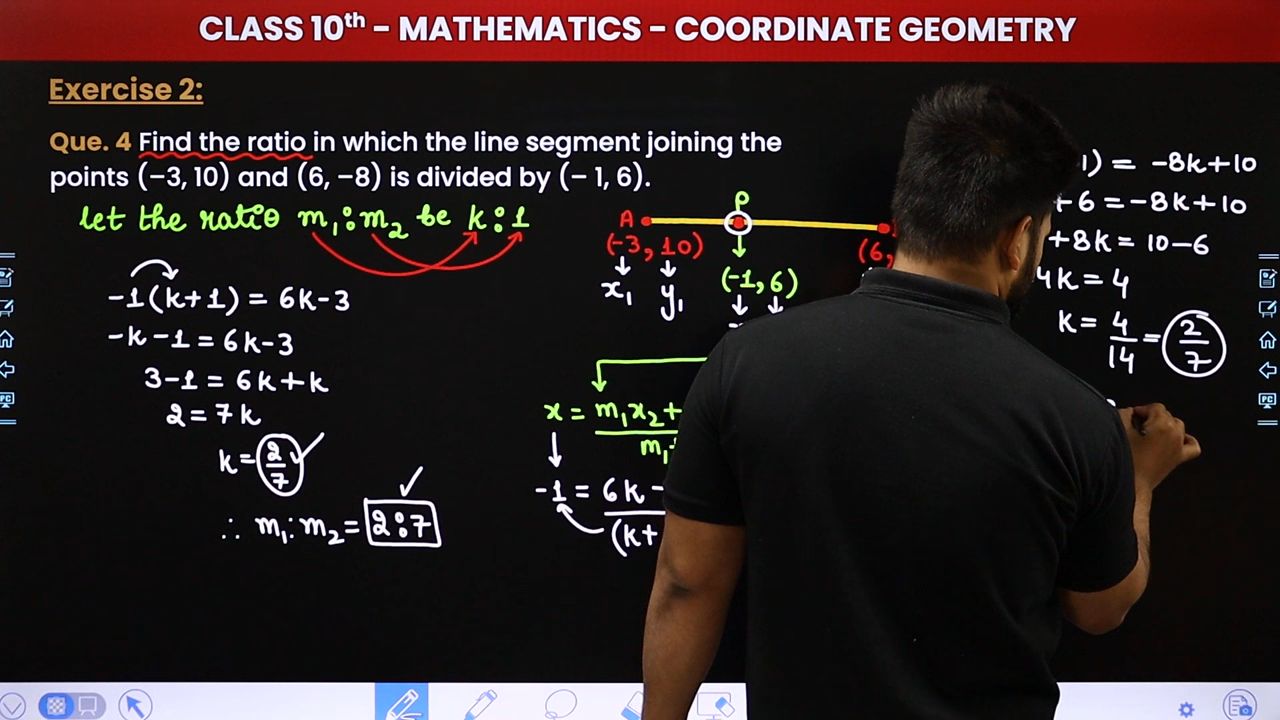 CLASS 10th - MATHEMATICS - COORDINATE GEOMETRY
Exercise 2:
Que. 4 Find the ratio in which the line segment joining the
points (-3, 10) and (6, -8) is divided by (- 1, 6).
let the ratio m₁:m₂ be k:1
-1(k+1) = 6k-3
-k-1 = 6k-3
3-1 = 6k+k
2 = 7k
k = 2/7
∴ m₁:m₂ = 2:7
A
P
(-3, 10)
(6,
x₁ y₁
(-1, 6)
x = m₁x₂+
m₁
-1 = 6k-
(k+
1) = -8k+10
+6 = -8k+10
+8k = 10-6
4k = 4
k = 4/14 = 2/7
PC
PC